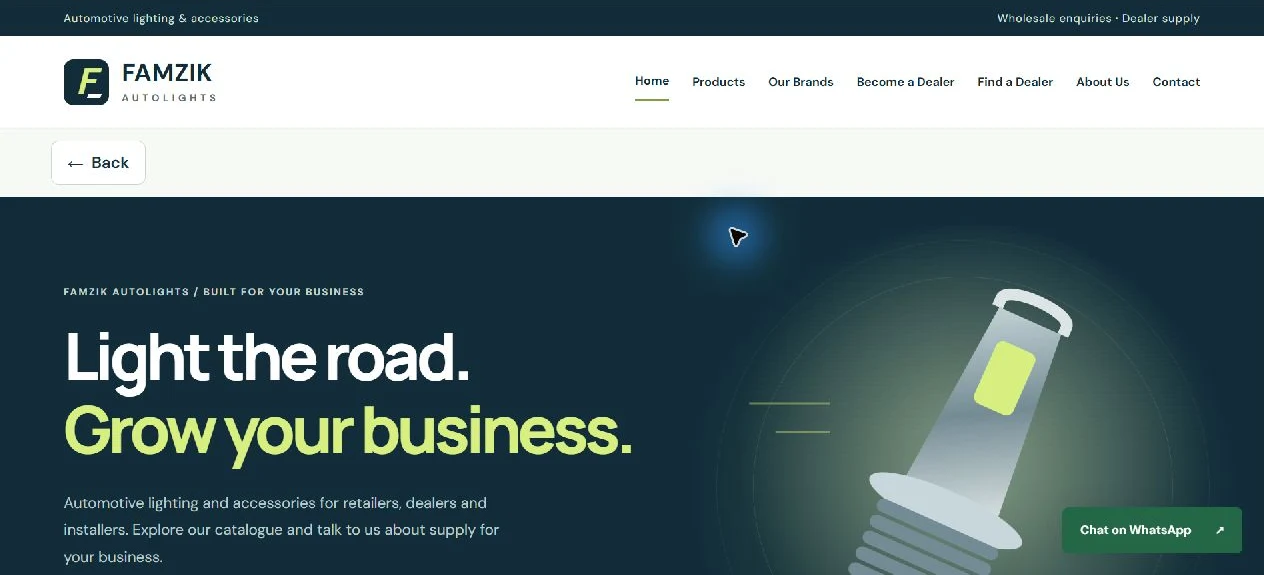 Automotive lighting & accessories
Wholesale enquiries · Dealer supply
FAMZIK
AUTOLIGHTS
Home
Products
Our Brands
Become a Dealer
Find a Dealer
About Us
Contact
← Back
FAMZIK AUTOLIGHTS / BUILT FOR YOUR BUSINESS
Light the road.
Grow your business.
Automotive lighting and accessories for retailers, dealers and
installers. Explore our catalogue and talk to us about supply for
your business.
Chat on WhatsApp ↗